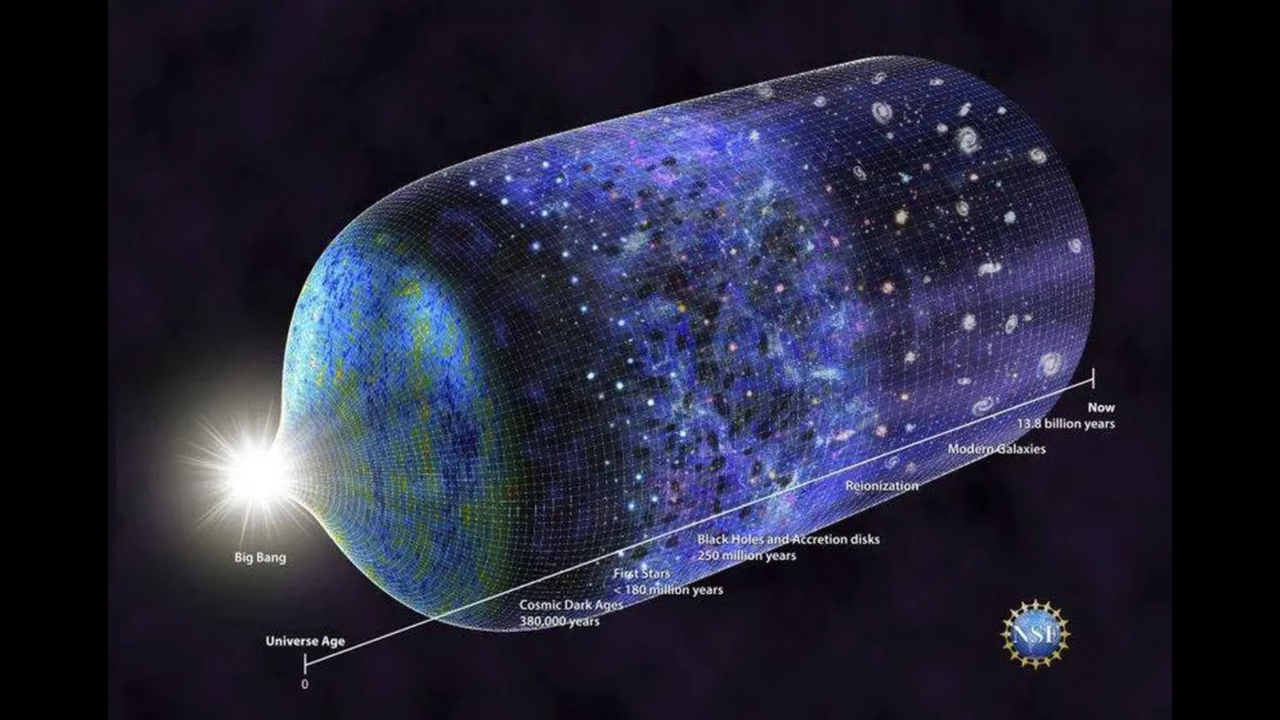 Big Bang
Universe Age
0
Cosmic Dark Ages
380,000 years
First Stars
< 180 million years
Black Holes and Accretion disks
250 million years
Reionization
Modern Galaxies
Now
13.8 billion years
NSF